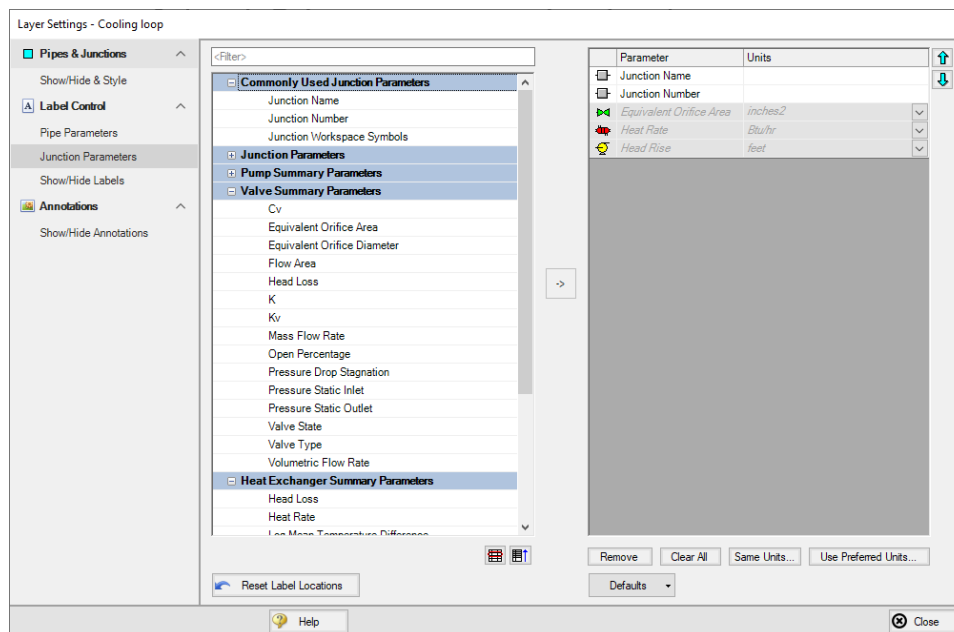 Layer Settings - Cooling loop
Pipes & Junctions
Show/Hide & Style
A Label Control
Pipe Parameters
Junction Parameters
Show/Hide Labels
Annotations
Show/Hide Annotations
<Filter>
Commonly Used Junction Parameters
Junction Name
Junction Number
Junction Workspace Symbols
Junction Parameters
Pump Summary Parameters
Valve Summary Parameters
Cv
Equivalent Orifice Area
Equivalent Orifice Diameter
Flow Area
Head Loss
K
Kv
Mass Flow Rate
Open Percentage
Pressure Drop Stagnation
Pressure Static Inlet
Pressure Static Outlet
Valve State
Valve Type
Volumetric Flow Rate
Heat Exchanger Summary Parameters
Head Loss
Heat Rate
Log Mean Temperature Difference
Reset Label Locations
->
Parameter Units
Junction Name
Junction Number
Equivalent Orifice Area inches2
Heat Rate Btu/hr
Head Rise feet
Remove Clear All Same Units... Use Preferred Units...
Defaults
Help
Close